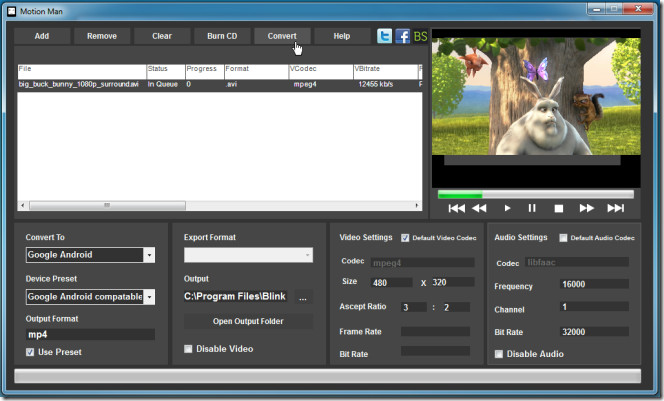 Motion Man
Add Remove Clear Burn CD Convert Help BS
File Status Progress Format VCodec VBitrate
big_buck_bunny_1080p_surround.avi In Queue 0 .avi mpeg4 12455 kb/s
Convert To
Google Android
Device Preset
Google Android compatable
Output Format
mp4
Use Preset
Export Format
Output
C:\Program Files\Blink ...
Open Output Folder
Disable Video
Video Settings Default Video Codec
Codec mpeg4
Size 480 X 320
Ascpect Ratio 3 : 2
Frame Rate
Bit Rate
Audio Settings Default Audio Codec
Codec libfaac
Frequency 16000
Channel 1
Bit Rate 32000
Disable Audio